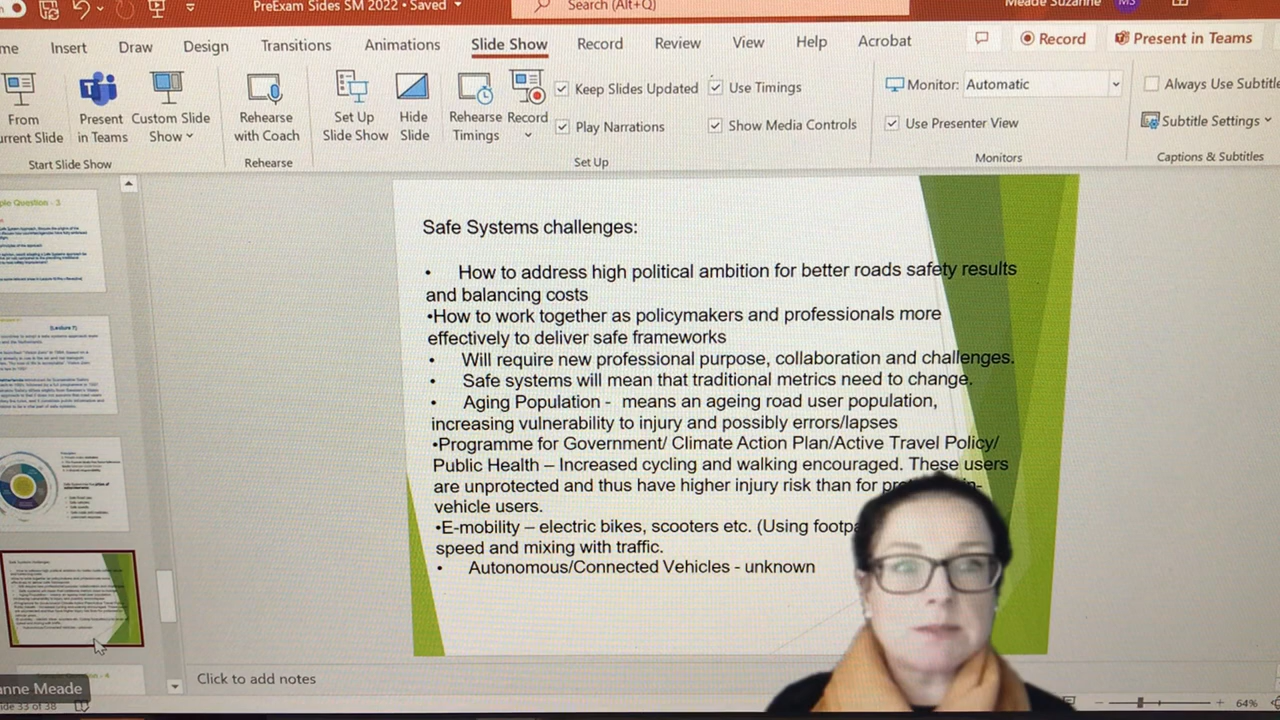 PreExam Sides SM 2022 • Saved
Search (Alt+Q)
Meade Suzanne
MS
Insert Draw Design Transitions Animations Slide Show Record Review View Help Acrobat
Record
Present in Teams
From
Current Slide
Present
in Teams
Custom Slide
Show
Rehearse
with Coach
Set Up
Slide Show
Hide
Slide
Rehearse
Timings
Record
Keep Slides Updated
Play Narrations
Use Timings
Show Media Controls
Monitor: Automatic
Use Presenter View
Always Use Subtitle
Subtitle Settings
Start Slide Show
Rehearse
Set Up
Monitors
Captions & Subtitles
Safe Systems challenges:
• How to address high political ambition for better roads safety results
and balancing costs
•How to work together as policymakers and professionals more
effectively to deliver safe frameworks
• Will require new professional purpose, collaboration and challenges.
• Safe systems will mean that traditional metrics need to change.
• Aging Population - means an ageing road user population,
increasing vulnerability to injury and possibly errors/lapses
•Programme for Government/ Climate Action Plan/Active Travel Policy/
Public Health – Increased cycling and walking encouraged. These users
are unprotected and thus have higher injury risk than for
vehicle users.
•E-mobility – electric bikes, scooters etc. (Using
speed and mixing with traffic.
• Autonomous/Connected Vehicles - unknown
Click to add notes
anne Meade
ide 33 of 38
64%